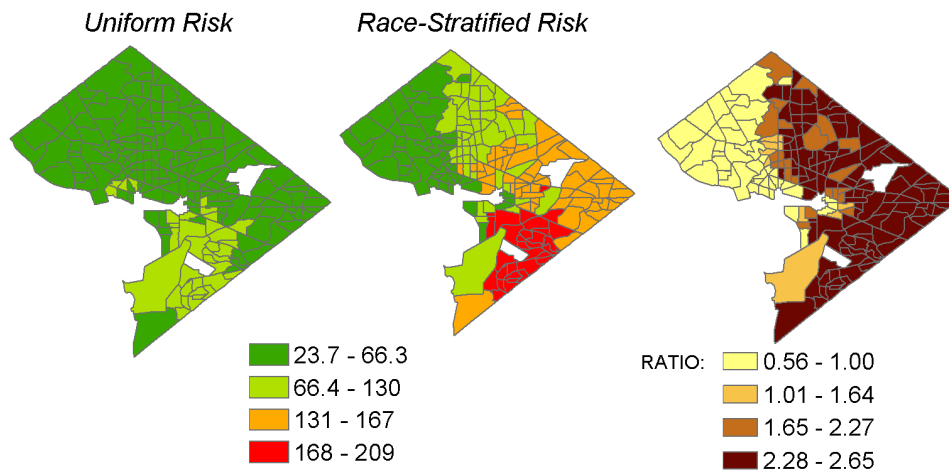 Uniform Risk
Race-Stratified Risk
23.7 - 66.3
66.4 - 130
131 - 167
168 - 209
RATIO:
0.56 - 1.00
1.01 - 1.64
1.65 - 2.27
2.28 - 2.65